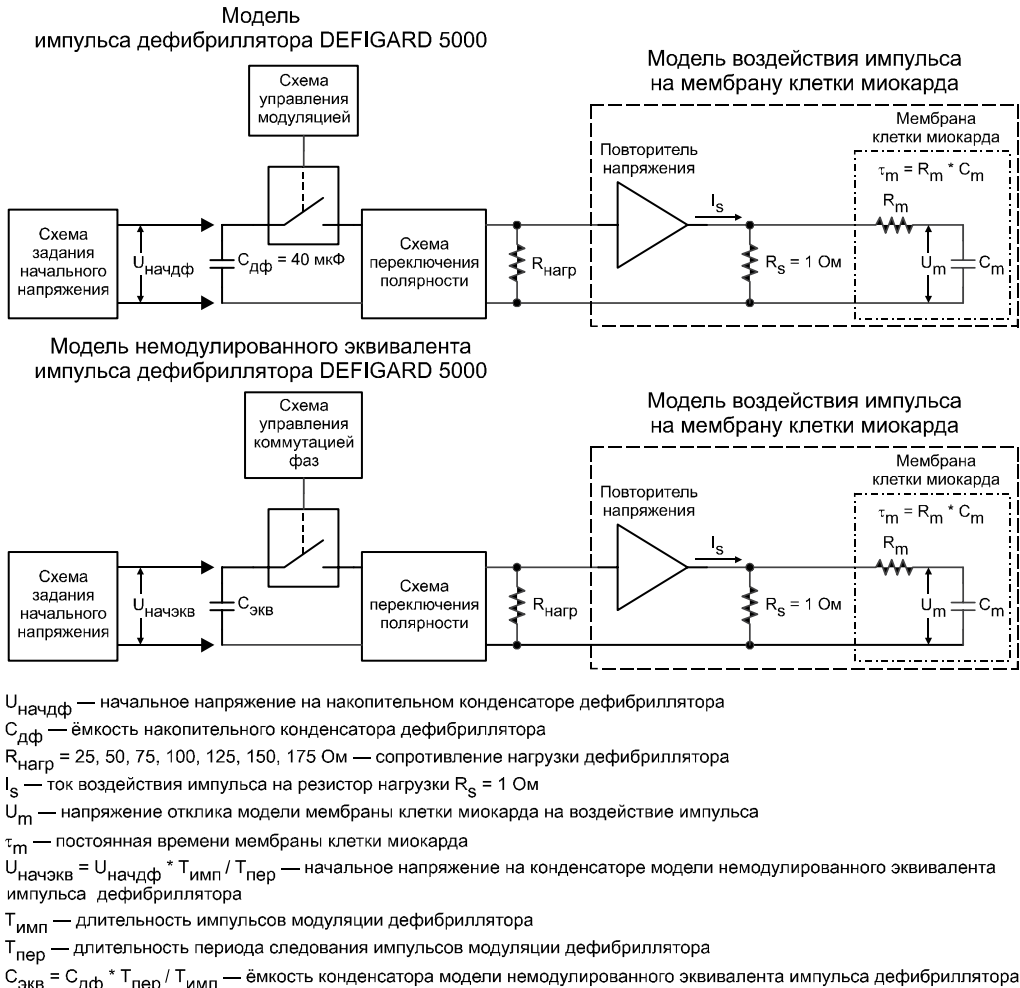 Модель
импульса дефибриллятора DEFIGARD 5000
Модель воздействия импульса
на мембрану клетки миокарда
Схема
управления
модуляцией
Мембрана
клетки миокарда
Повторитель
напряжения
τm = Rm * Cm
Rm
Is
Схема
задания
начального
напряжения
Uначдф
Cдф = 40 мкФ
Схема
переключения
полярности
Rнагр
Rs = 1 Ом
Um
Cm
Модель немодулированного эквивалента
импульса дефибриллятора DEFIGARD 5000
Модель воздействия импульса
на мембрану клетки миокарда
Схема
управления
коммутацией
фаз
Мембрана
клетки миокарда
Повторитель
напряжения
τm = Rm * Cm
Rm
Is
Схема
задания
начального
напряжения
Uначэкв
Cэкв
Схема
переключения
полярности
Rнагр
Rs = 1 Ом
Um
Cm
Uначдф — начальное напряжение на накопительном конденсаторе дефибриллятора
Cдф — ёмкость накопительного конденсатора дефибриллятора
Rнагр = 25, 50, 75, 100, 125, 150, 175 Ом — сопротивление нагрузки дефибриллятора
Is — ток воздействия импульса на резистор нагрузки Rs = 1 Ом
Um — напряжение отклика модели мембраны клетки миокарда на воздействие импульса
τm — постоянная времени мембраны клетки миокарда
Uначэкв = Uначдф * Tимп / Tпер — начальное напряжение на конденсаторе модели немодулированного эквивалента
импульса дефибриллятора
Tимп — длительность импульсов модуляции дефибриллятора
Tпер — длительность периода следования импульсов модуляции дефибриллятора
Cэкв = Cдф * Tпер / Tимп — ёмкость конденсатора модели немодулированного эквивалента импульса дефибриллятора